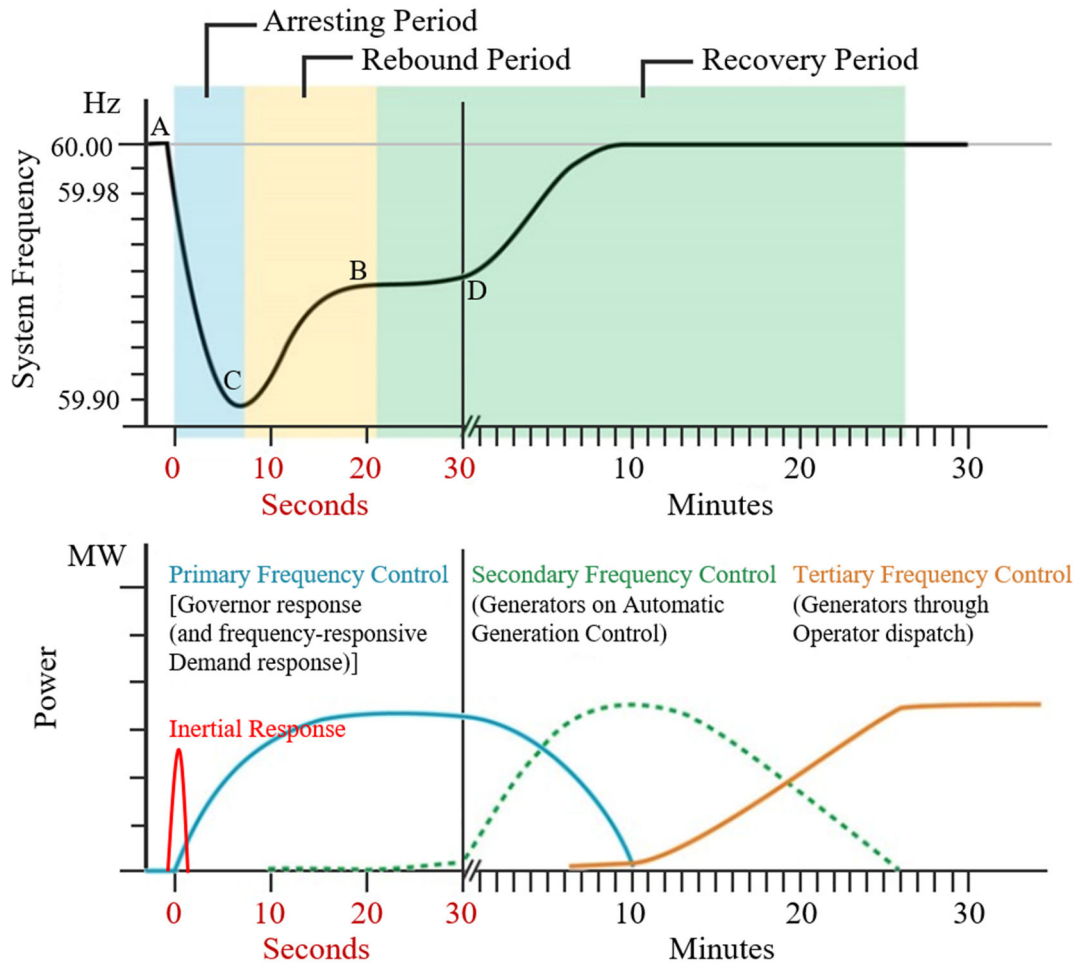 Arresting Period
Rebound Period
Recovery Period
Hz
A
60.00
59.98
System Frequency
B
D
C
59.90
0 10 20 30 10 20 30
Seconds Minutes
MW
Primary Frequency Control
[Governor response
(and frequency-responsive
Demand response)]
Secondary Frequency Control
(Generators on Automatic
Generation Control)
Tertiary Frequency Control
(Generators through
Operator dispatch)
Power
Inertial Response
0 10 20 30 10 20 30
Seconds Minutes